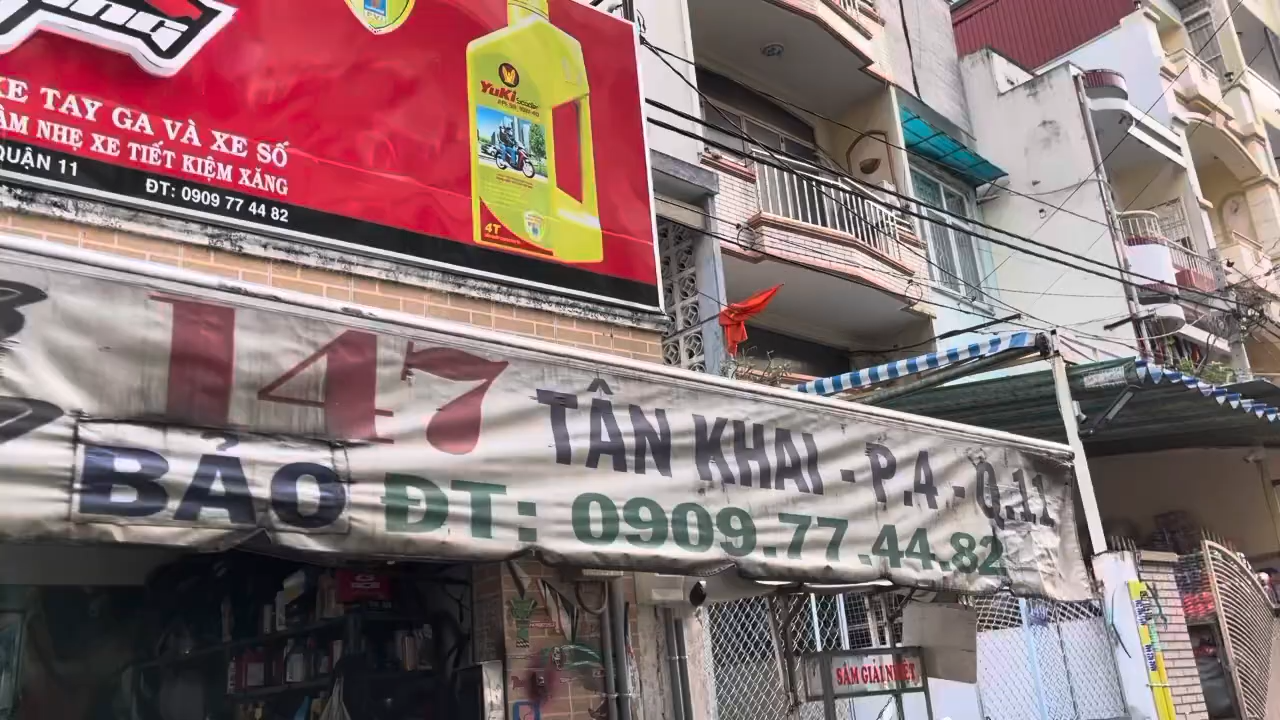 XE TAY GA VÀ XE SỐ
ÂM NHẸ XE TIẾT KIỆM XĂNG
QUẬN 11 ĐT: 0909 77 44 82
YuKi Scooter
4T
147 TÂN KHAI - P.4 - Q.11
BẢO ĐT: 0909.77.44.82
SÂM GIẢI NHIỆT